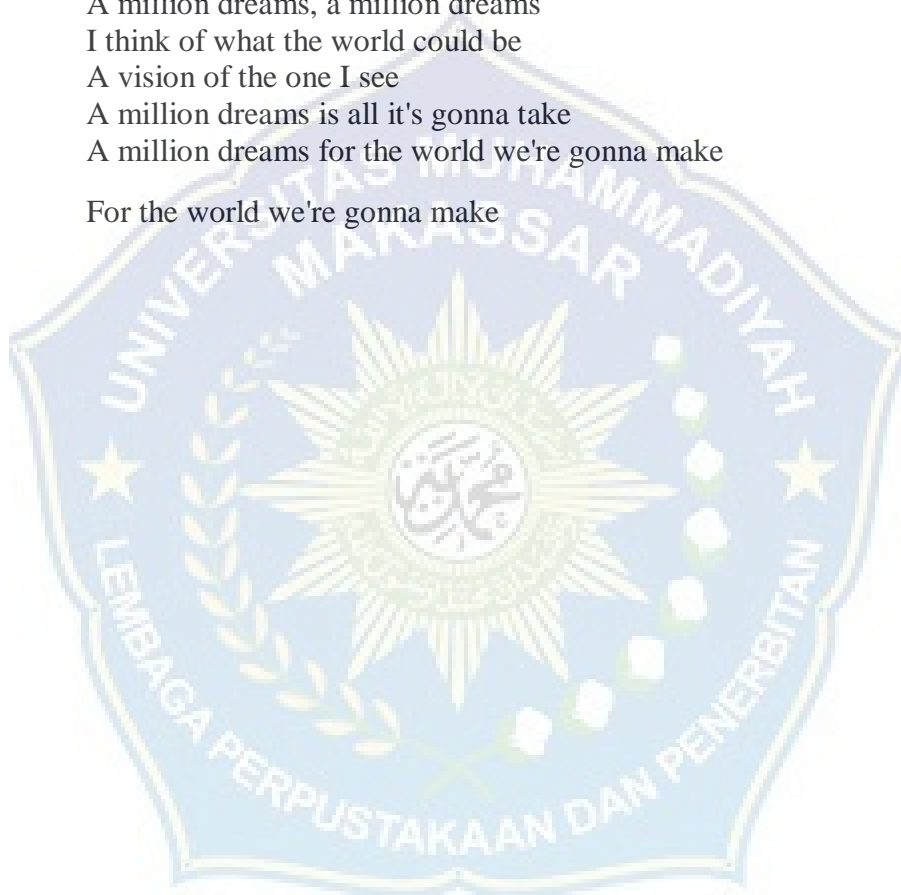 A million dreams, a million dreams
I think of what the world could be
A vision of the one I see
A million dreams is all it's gonna take
A million dreams for the world we're gonna make
For the world we're gonna make
UNIVERSITAS MUHAMMADIYAH
MAKASSAR
LEMBAGA PERPUSTAKAAN DAN PENERBITAN